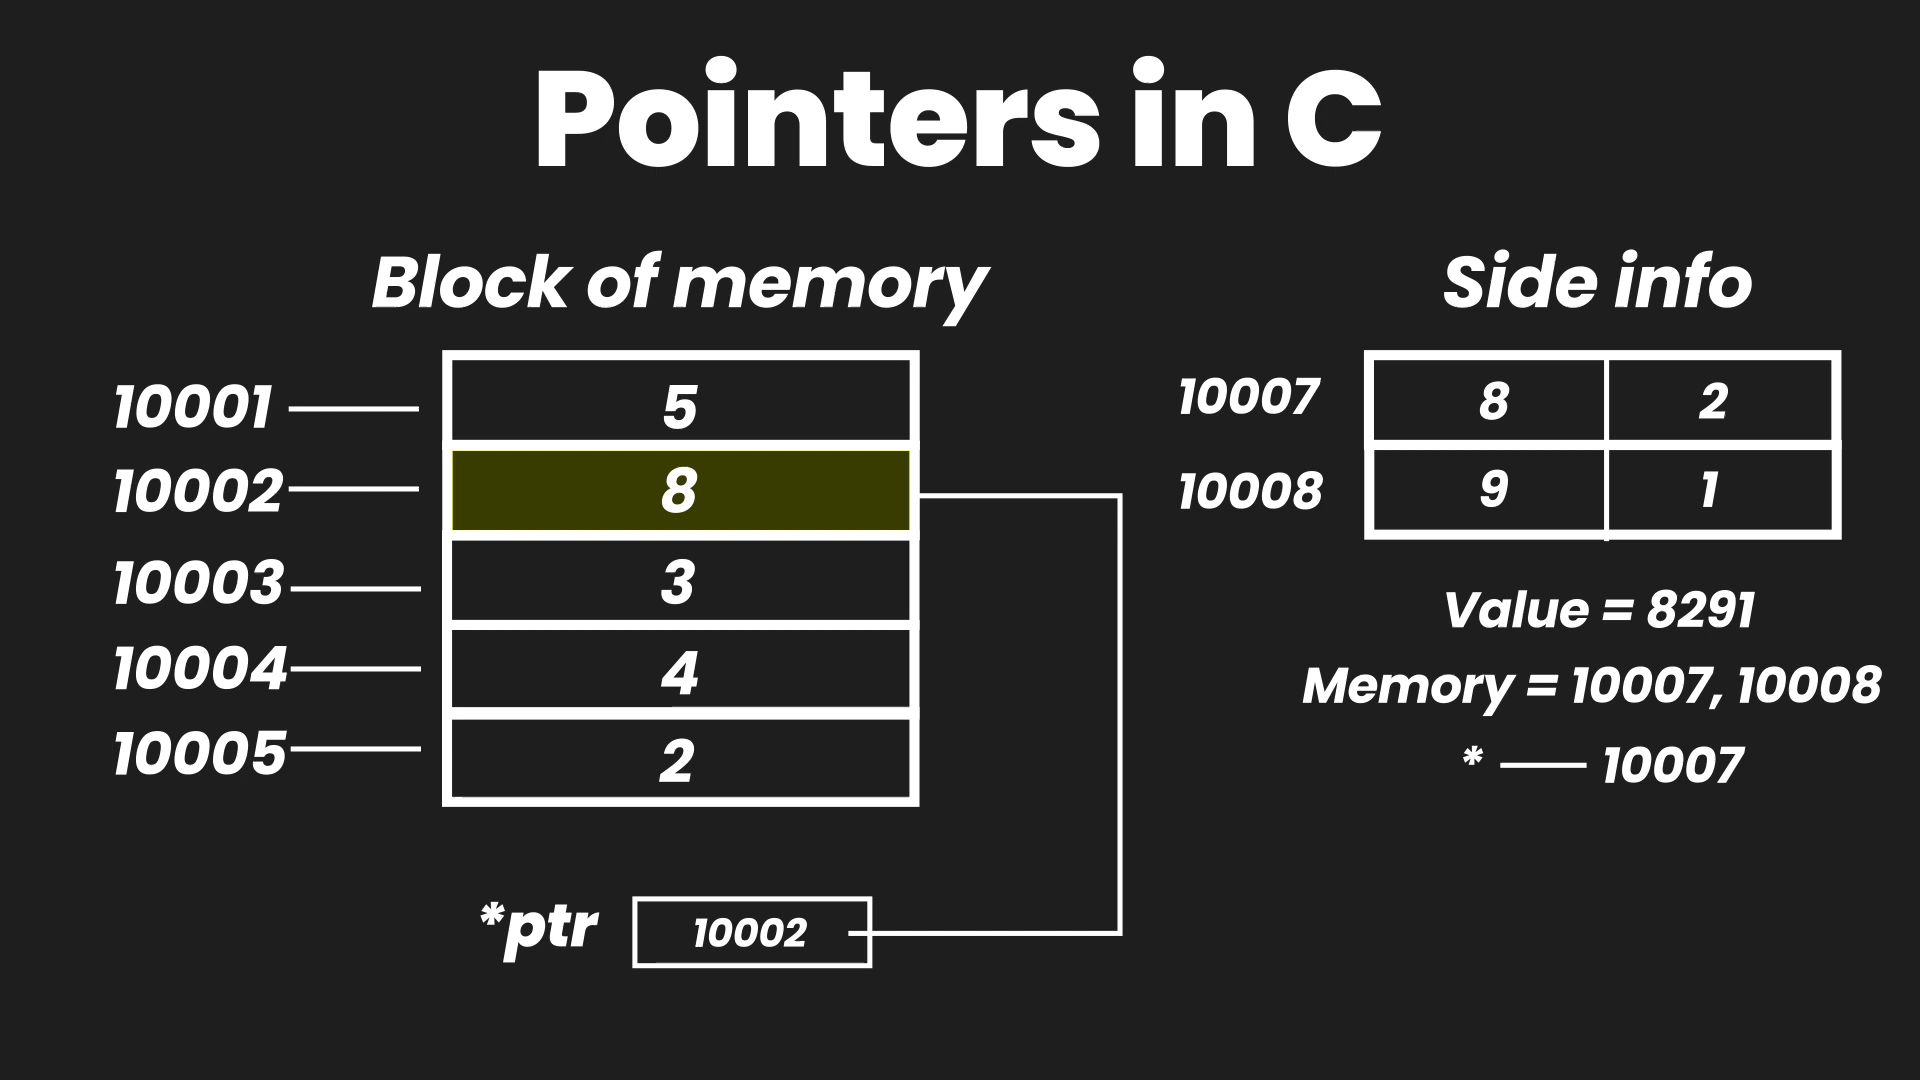 Pointers in C
Block of memory
10001 5
10002 8
10003 3
10004 4
10005 2
*ptr 10002
Side info
10007 8 2
10008 9 1
Value = 8291
Memory = 10007, 10008
* — 10007